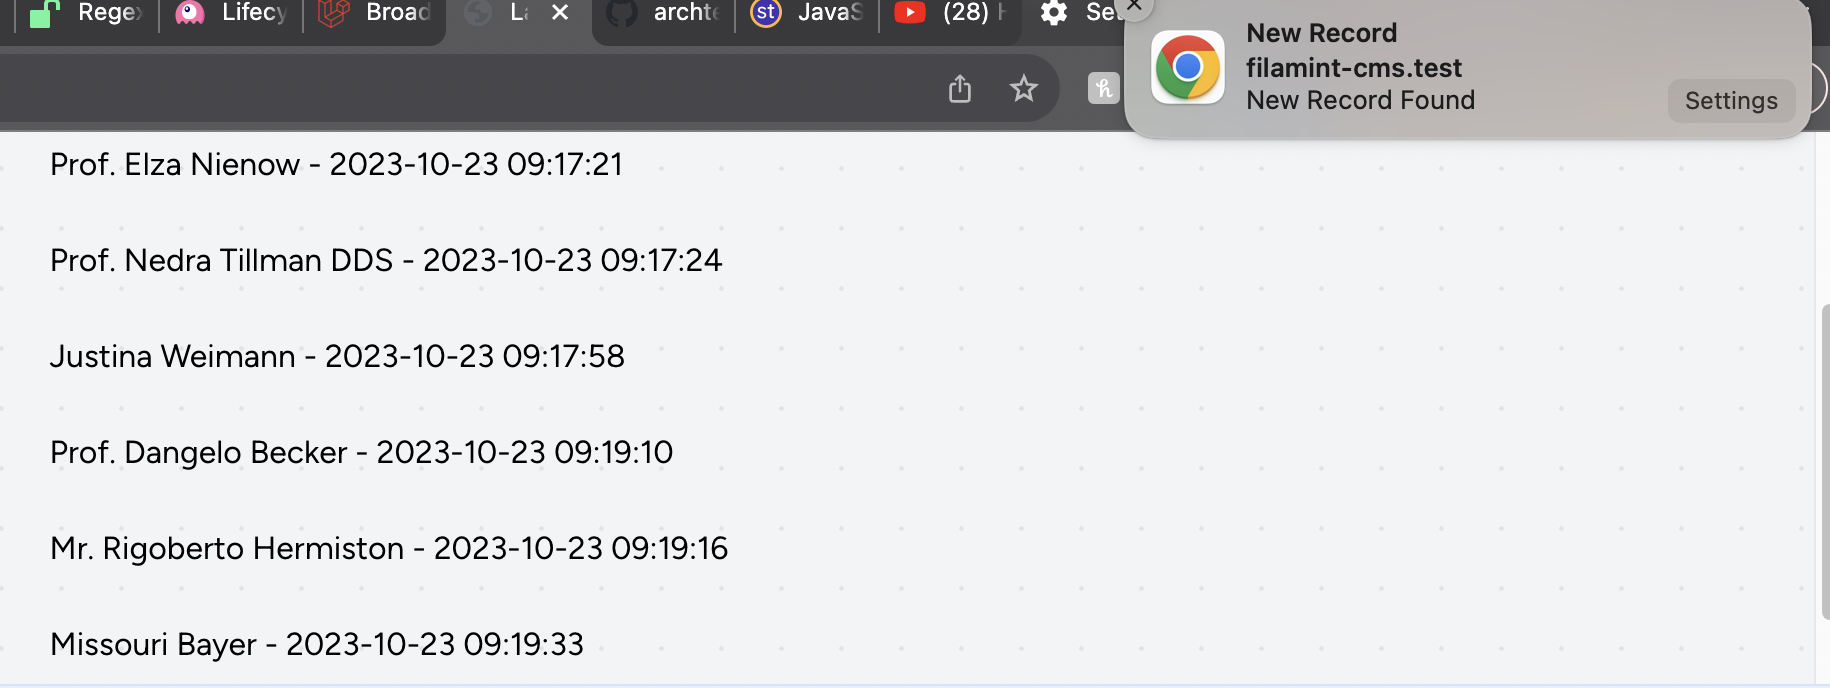 Regex
Lifecy
Broad
La
archte
st
JavaS
(28)
Set
New Record
filamint-cms.test
New Record Found
Settings
h
Prof. Elza Nienow - 2023-10-23 09:17:21
Prof. Nedra Tillman DDS - 2023-10-23 09:17:24
Justina Weimann - 2023-10-23 09:17:58
Prof. Dangelo Becker - 2023-10-23 09:19:10
Mr. Rigoberto Hermiston - 2023-10-23 09:19:16
Missouri Bayer - 2023-10-23 09:19:33